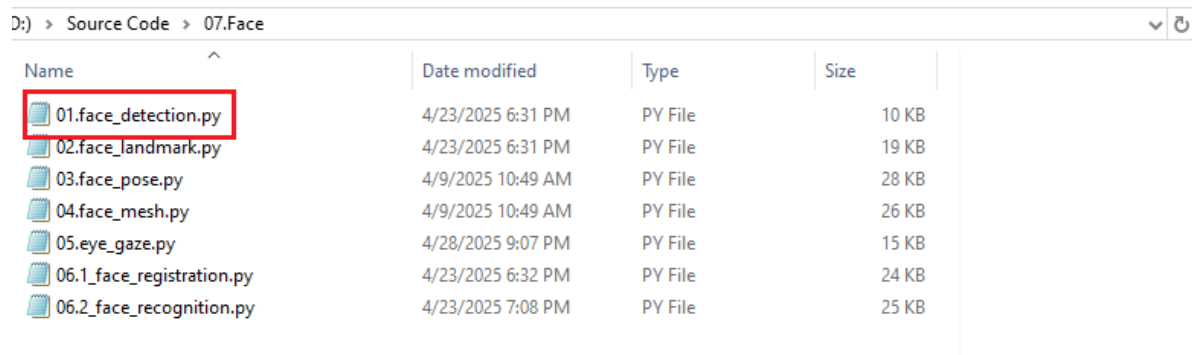 D:) > Source Code > 07.Face
Name Date modified Type Size
01.face_detection.py 4/23/2025 6:31 PM PY File 10 KB
02.face_landmark.py 4/23/2025 6:31 PM PY File 19 KB
03.face_pose.py 4/9/2025 10:49 AM PY File 28 KB
04.face_mesh.py 4/9/2025 10:49 AM PY File 26 KB
05.eye_gaze.py 4/28/2025 9:07 PM PY File 15 KB
06.1_face_registration.py 4/23/2025 6:32 PM PY File 24 KB
06.2_face_recognition.py 4/23/2025 7:08 PM PY File 25 KB